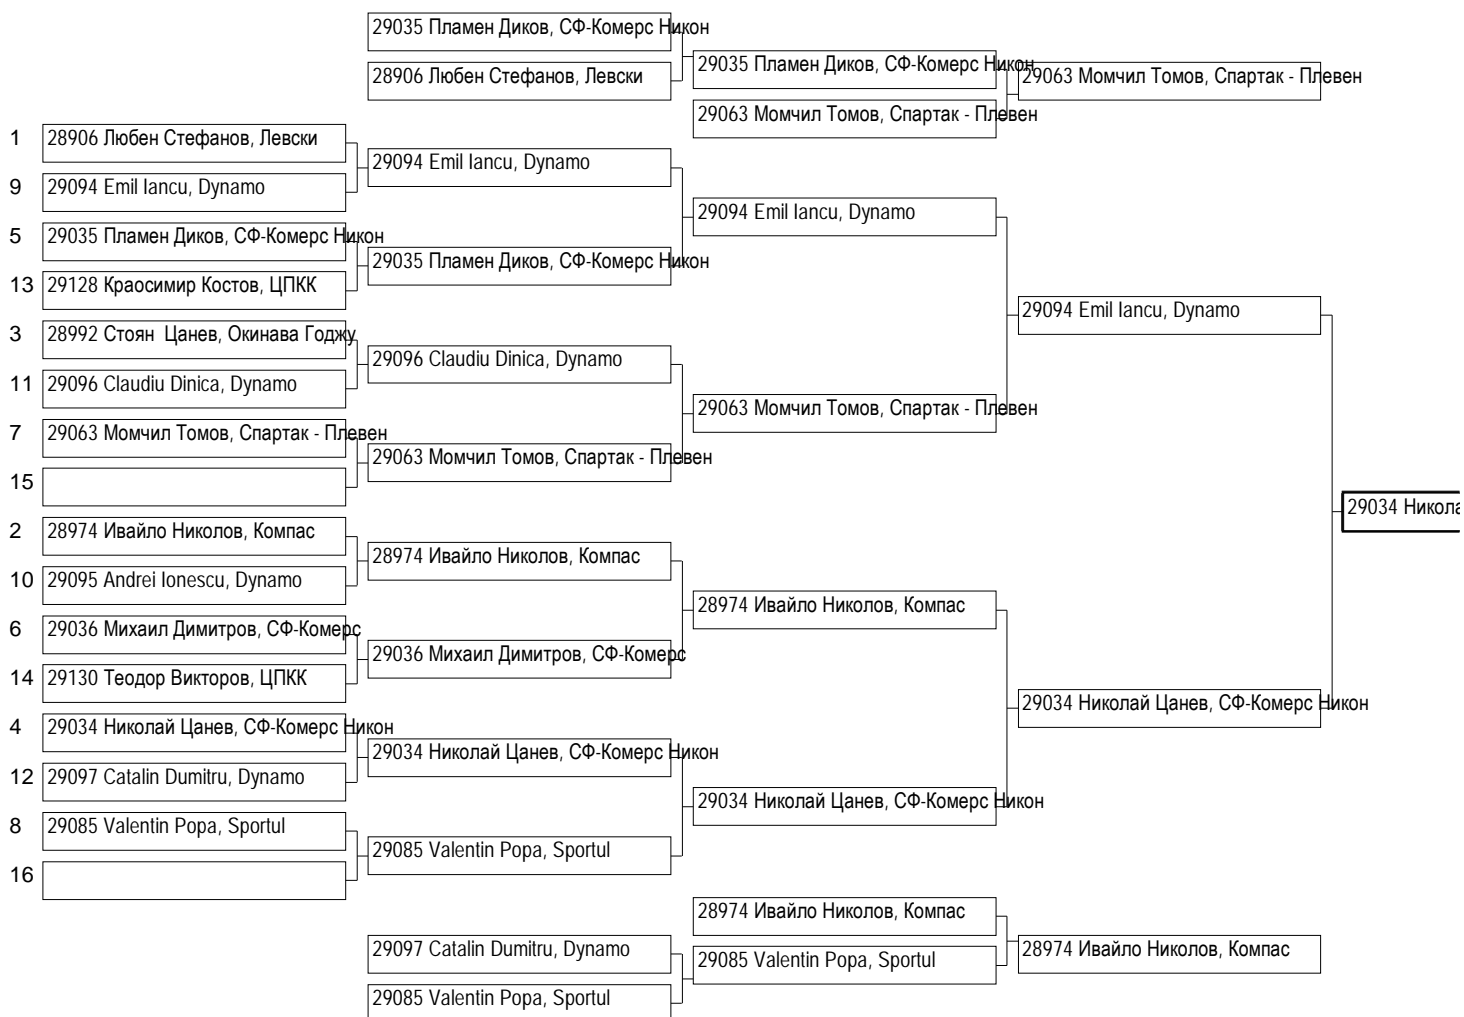 29035 Пламен Диков, СФ-Комерс Никон
28906 Любен Стефанов, Левски
29035 Пламен Диков, СФ-Комерс Никон
29063 Момчил Томов, Спартак - Плевен
29063 Момчил Томов, Спартак - Плевен
1 28906 Любен Стефанов, Левски
9 29094 Emil Iancu, Dynamo
5 29035 Пламен Диков, СФ-Комерс Никон
13 29128 Краосимир Костов, ЦПКК
3 28992 Стоян Цанев, Окинава Годжу
11 29096 Claudiu Dinica, Dynamo
7 29063 Момчил Томов, Спартак - Плевен
15
2 28974 Ивайло Николов, Компас
10 29095 Andrei Ionescu, Dynamo
6 29036 Михаил Димитров, СФ-Комерс
14 29130 Теодор Викторов, ЦПКК
4 29034 Николай Цанев, СФ-Комерс Никон
12 29097 Catalin Dumitru, Dynamo
8 29085 Valentin Popa, Sportul
16
29094 Emil Iancu, Dynamo
29035 Пламен Диков, СФ-Комерс Никон
29096 Claudiu Dinica, Dynamo
29063 Момчил Томов, Спартак - Плевен
28974 Ивайло Николов, Компас
29036 Михаил Димитров, СФ-Комерс
29034 Николай Цанев, СФ-Комерс Никон
29085 Valentin Popa, Sportul
29094 Emil Iancu, Dynamo
29063 Момчил Томов, Спартак - Плевен
28974 Ивайло Николов, Компас
29034 Николай Цанев, СФ-Комерс Никон
29094 Emil Iancu, Dynamo
29034 Николай Цанев, СФ-Комерс Никон
29034 Никола
29097 Catalin Dumitru, Dynamo
29085 Valentin Popa, Sportul
28974 Ивайло Николов, Компас
29085 Valentin Popa, Sportul
28974 Ивайло Николов, Компас